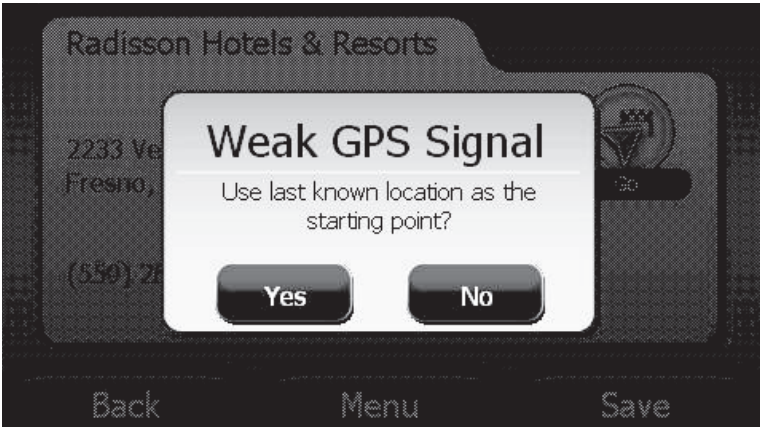 Radisson Hotels & Resorts
Weak GPS Signal
Use last known location as the
starting point?
2233 Ve
Fresno,
Go
(559) 26
Yes
No
Back
Menu
Save